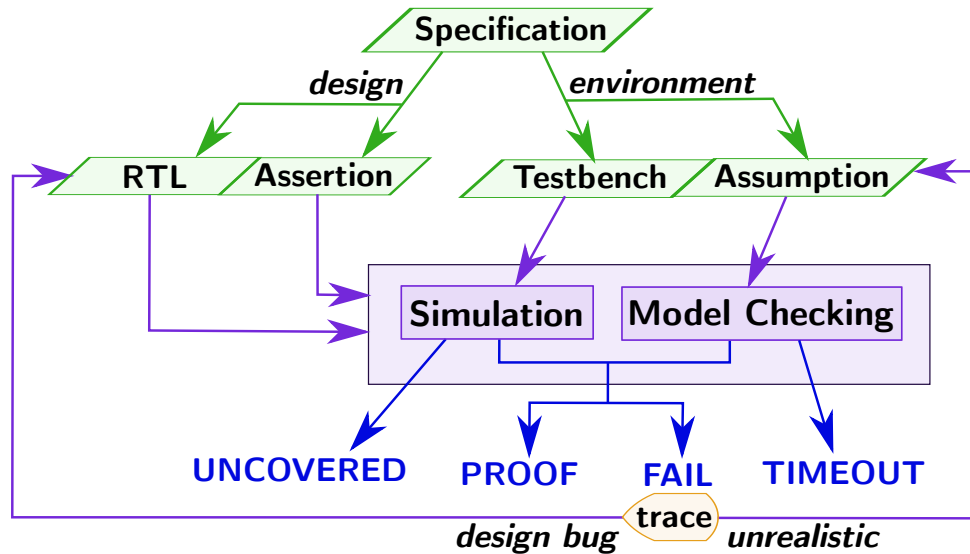 Specification
design
environment
RTL
Assertion
Testbench
Assumption
Simulation
Model Checking
UNCOVERED
PROOF
FAIL
TIMEOUT
design bug
trace
unrealistic